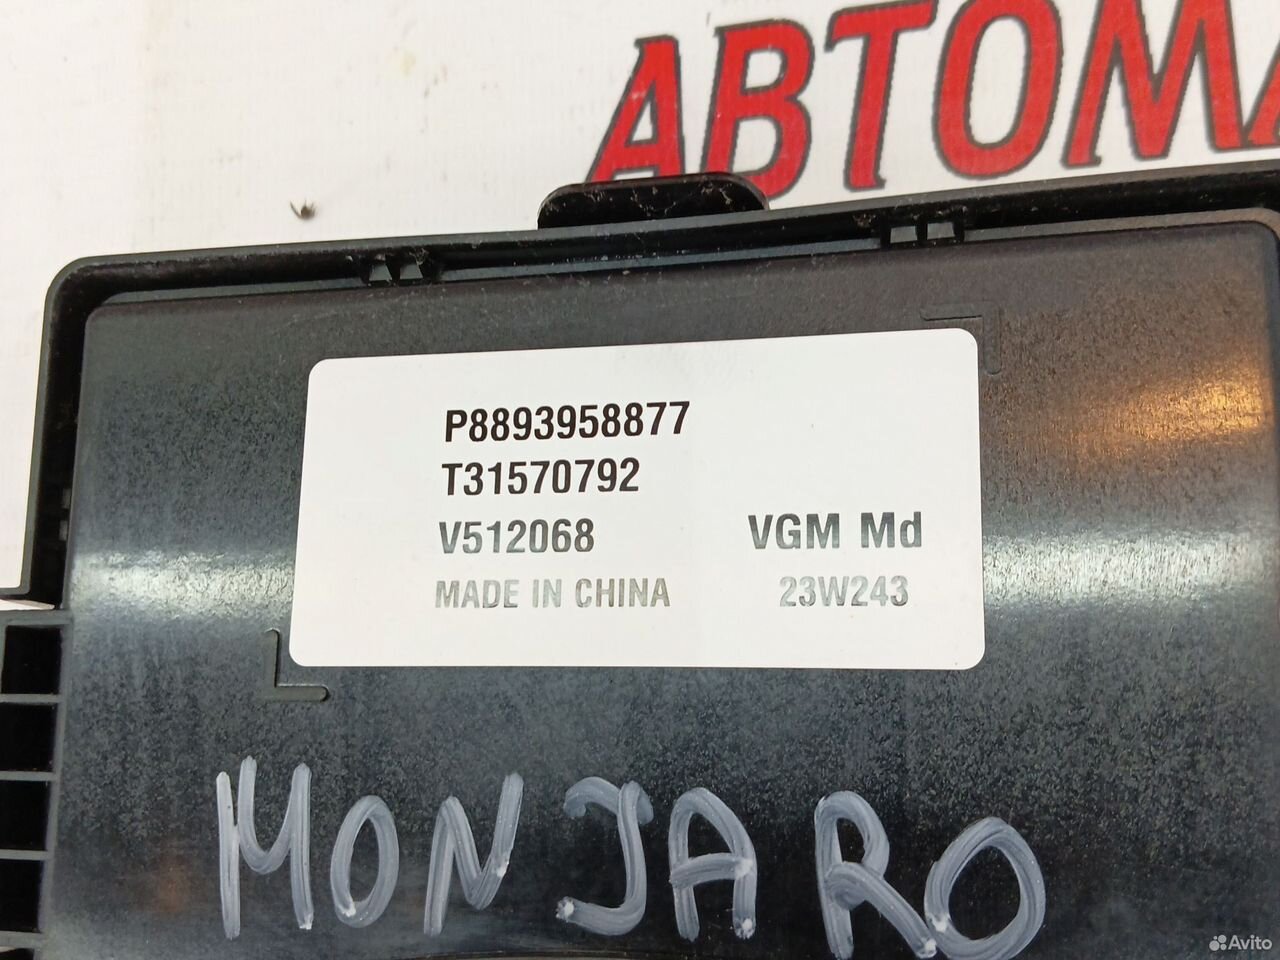 АВТОМА
P8893958877
T31570792
V512068
VGM Md
MADE IN CHINA
23W243
MONJARO
Avito